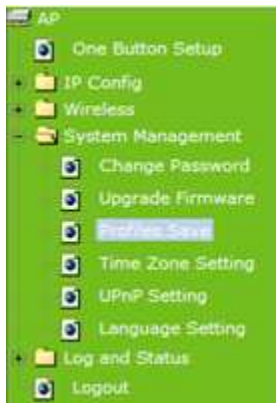 AP
One Button Setup
IP Config
Wireless
System Management
Change Password
Upgrade Firmware
Profiles Save
Time Zone Setting
UPnP Setting
Language Setting
Log and Status
Logout